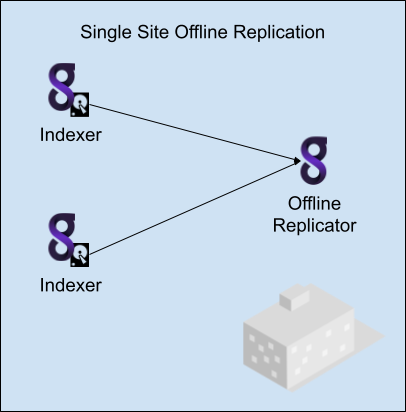 Single Site Offline Replication
Indexer
Offline
Replicator
Indexer